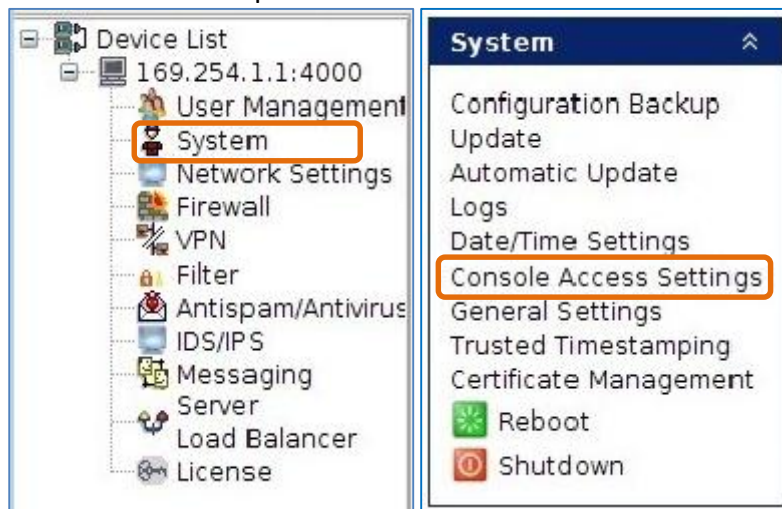 Device List
169.254.1.1:4000
User Management
System
Network Settings
Firewall
VPN
Filter
Antispam/Antivirus
IDS/IPS
Messaging
Server
Load Balancer
License
System
Configuration Backup
Update
Automatic Update
Logs
Date/Time Settings
Console Access Settings
General Settings
Trusted Timestamping
Certificate Management
Reboot
Shutdown